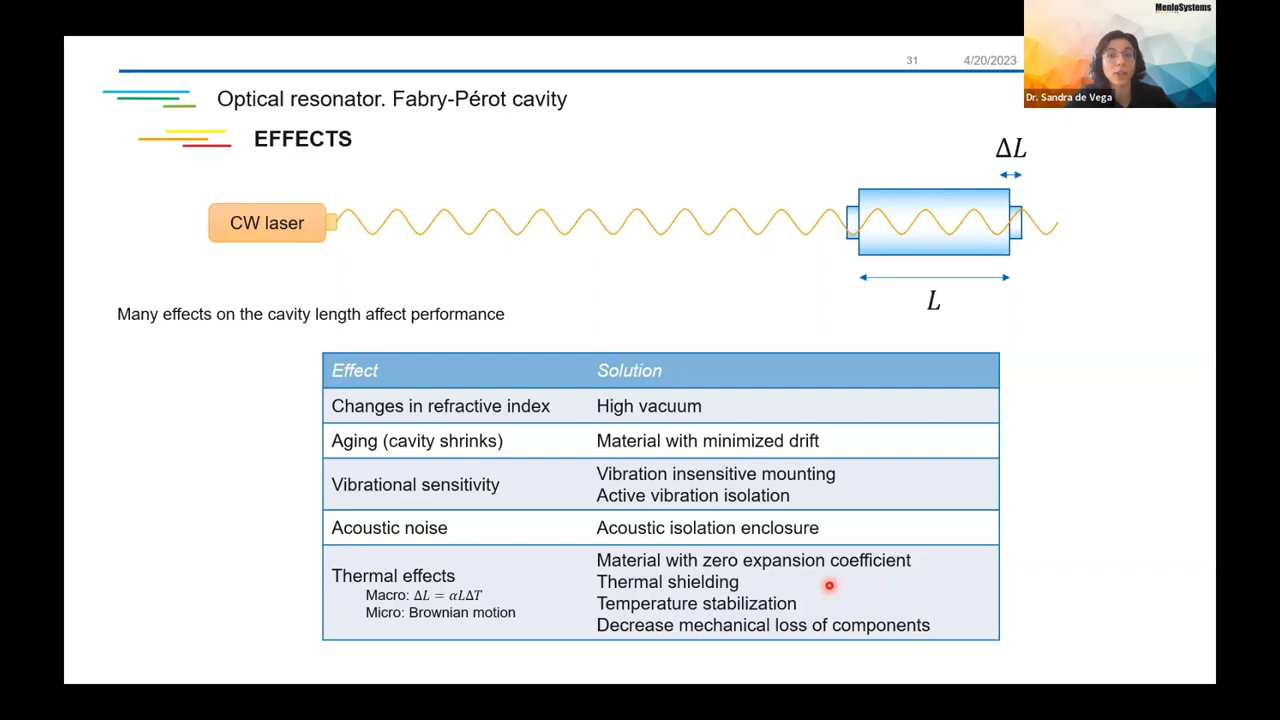 MenloSystems
31 4/20/2023
Dr. Sandra de Vega
Optical resonator. Fabry-Pérot cavity
EFFECTS
ΔL
CW laser
L
Many effects on the cavity length affect performance
Effect Solution
Changes in refractive index High vacuum
Aging (cavity shrinks) Material with minimized drift
Vibrational sensitivity Vibration insensitive mounting
Active vibration isolation
Acoustic noise Acoustic isolation enclosure
Thermal effects Material with zero expansion coefficient
Macro: ΔL = αLΔT Thermal shielding
Micro: Brownian motion Temperature stabilization
Decrease mechanical loss of components